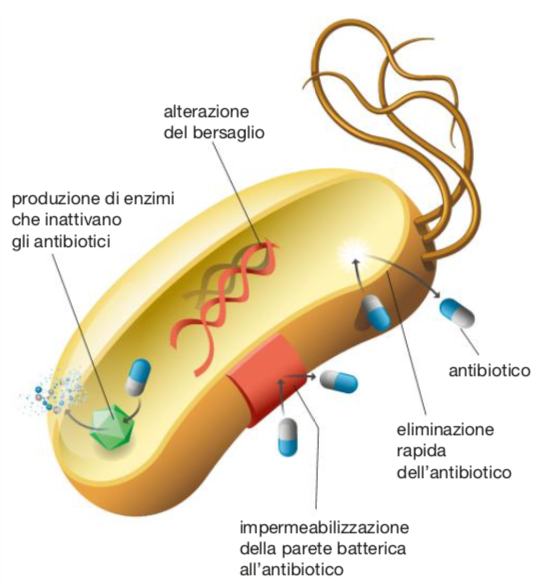 alterazione
del bersaglio
produzione di enzimi
che inattivano
gli antibiotici
antibiotico
eliminazione
rapida
dell'antibiotico
impermeabilizzazione
della parete batterica
all'antibiotico